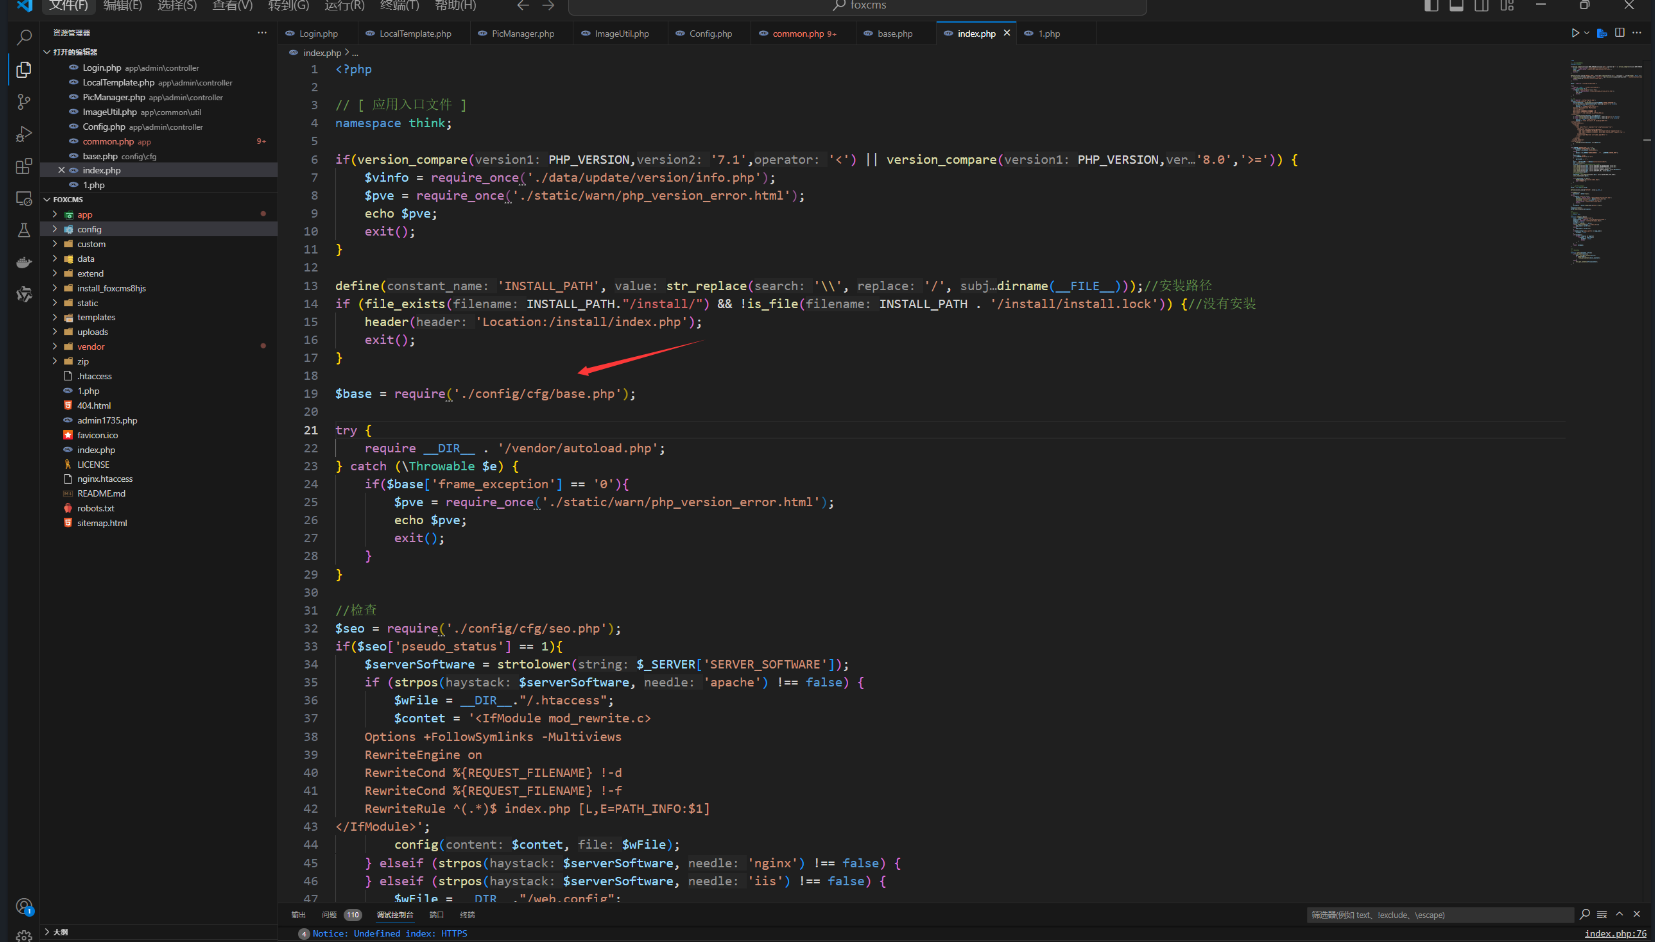 文件(F) 编辑(E) 选择(S) 查看(V) 转到(G) 运行(R) 终端(T) 帮助(H) foxcms
资源管理器
Login.php LocalTemplate.php PicManager.php ImageUtil.php Config.php common.php 9+ base.php index.php 1.php
打开的编辑器
Login.php app\admin\controller
LocalTemplate.php app\admin\controller
PicManager.php app\admin\controller
ImageUtil.php app\common\util
Config.php app\admin\controller
common.php app 9+
base.php config\cfg
index.php
1.php
FOXCMS
app
config
custom
data
extend
install_foxcms8hjs
static
templates
uploads
vendor
zip
.htaccess
1.php
404.html
admin1735.php
favicon.ico
index.php
LICENSE
nginx.htaccess
README.md
robots.txt
sitemap.html
大纲
index.php > ...
1 <?php
2
3 // [ 应用入口文件 ]
4 namespace think;
5
6 if(version_compare(version1: PHP_VERSION,version2: '7.1',operator: '<') || version_compare(version1: PHP_VERSION,ver…'8.0','>=')) {
7 $vinfo = require_once('./data/update/version/info.php');
8 $pve = require_once('./static/warn/php_version_error.html');
9 echo $pve;
10 exit();
11 }
12
13 define(constant_name: 'INSTALL_PATH', value: str_replace(search: '\\', replace: '/', subj…dirname(__FILE__)));//安装路径
14 if (file_exists(filename: INSTALL_PATH."/install/") && !is_file(filename: INSTALL_PATH . '/install/install.lock')) {//没有安装
15 header(header: 'Location:/install/index.php');
16 exit();
17 }
18
19 $base = require('./config/cfg/base.php');
20
21 try {
22 require __DIR__ . '/vendor/autoload.php';
23 } catch (\Throwable $e) {
24 if($base['frame_exception'] == '0'){
25 $pve = require_once('./static/warn/php_version_error.html');
26 echo $pve;
27 exit();
28 }
29 }
30
31 //检查
32 $seo = require('./config/cfg/seo.php');
33 if($seo['pseudo_status'] == 1){
34 $serverSoftware = strtolower(string: $_SERVER['SERVER_SOFTWARE']);
35 if (strpos(haystack: $serverSoftware, needle: 'apache') !== false) {
36 $wFile = __DIR__."/.htaccess";
37 $contet = '<IfModule mod_rewrite.c>
38 Options +FollowSymlinks -Multiviews
39 RewriteEngine on
40 RewriteCond %{REQUEST_FILENAME} !-d
41 RewriteCond %{REQUEST_FILENAME} !-f
42 RewriteRule ^(.*)$ index.php [L,E=PATH_INFO:$1]
43 </IfModule>';
44 config(content: $contet, file: $wFile);
45 } elseif (strpos(haystack: $serverSoftware, needle: 'nginx') !== false) {
46 } elseif (strpos(haystack: $serverSoftware, needle: 'iis') !== false) {
47 $wFile = __DIR__."/web.config";
输出 问题 110 调试控制台 端口 终端 筛选器(例如 text、!exclude、\escape)
4 Notice: Undefined index: HTTPS index.php:76